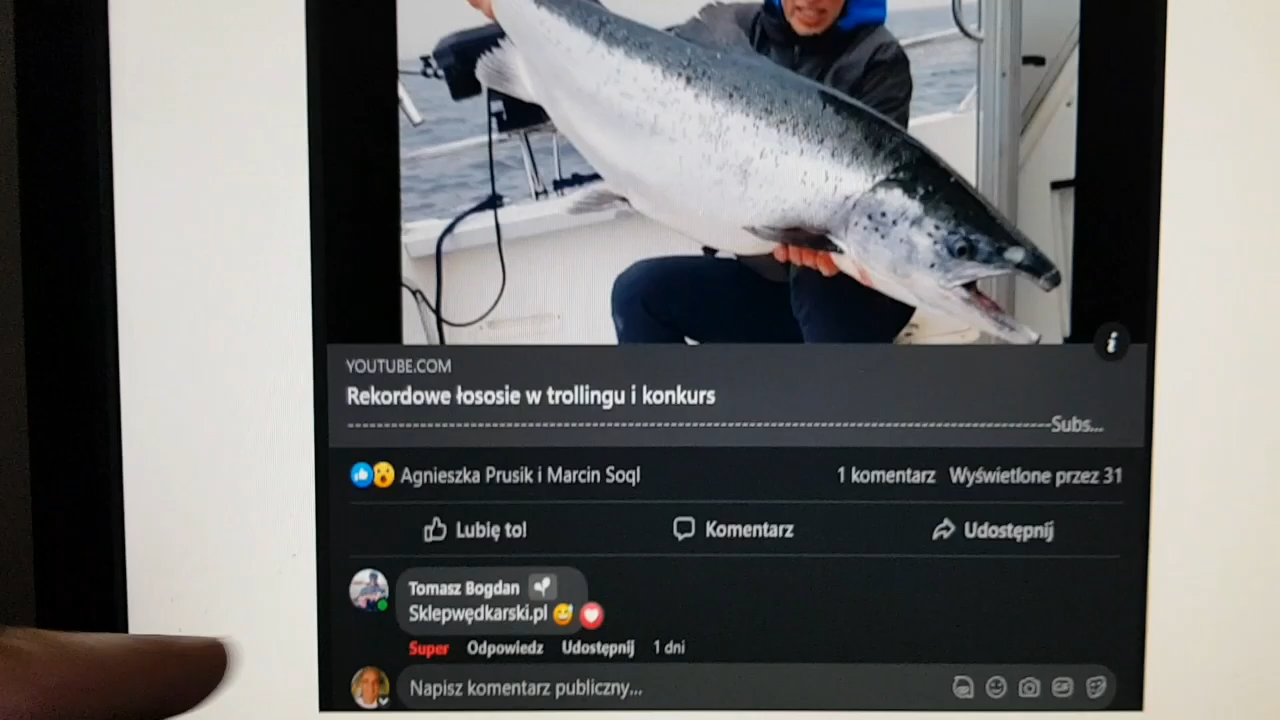 YOUTUBE.COM
Rekordowe łososie w trollingu i konkurs
--------------------------------------------------------------------------------------------Subs...
Agnieszka Prusik i Marcin Soql
1 komentarz Wyświetlone przez 31
Lubię to! Komentarz Udostępnij
Tomasz Bogdan
Sklepwędkarski.pl 😅
Super Odpowiedz Udostępnij 1 dni
Napisz komentarz publiczny...
GIF